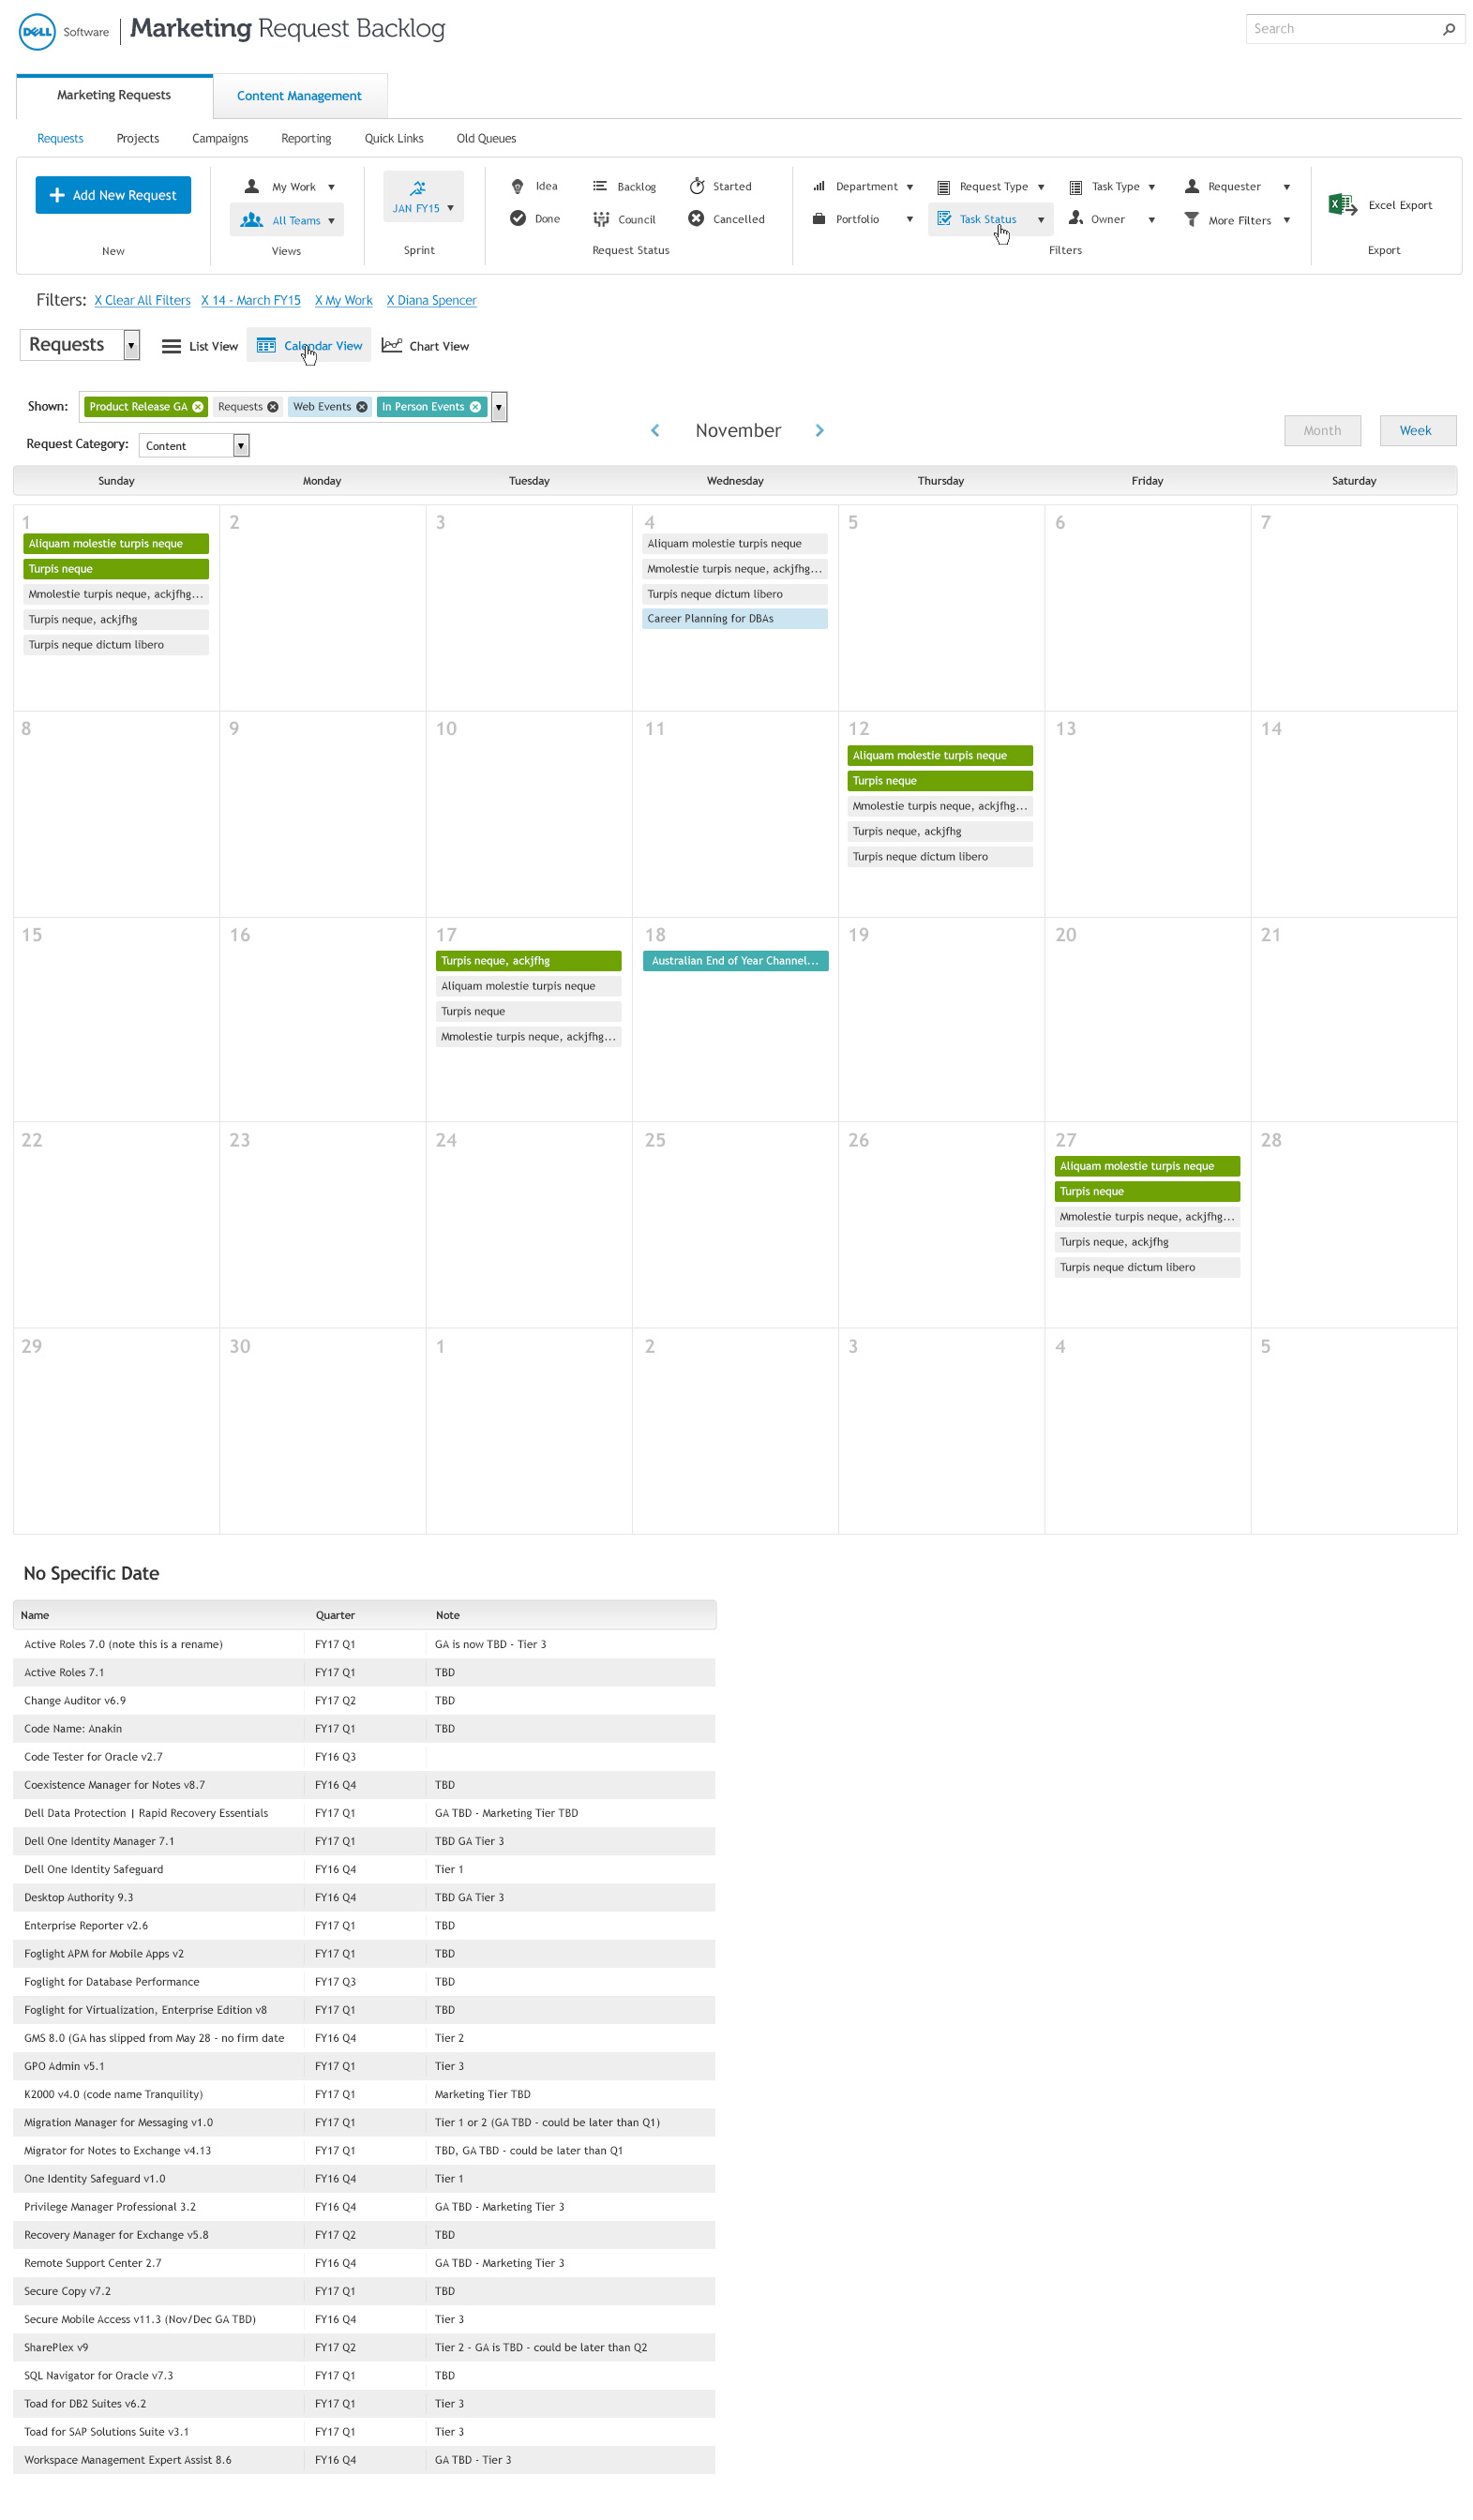 DELL Software | Marketing Request Backlog
Search
Marketing Requests Content Management
Requests Projects Campaigns Reporting Quick Links Old Queues
Add New Request
New
My Work
All Teams
Views
JAN FY15
Sprint
Idea Backlog Started
Done Council Cancelled
Request Status
Department Request Type Task Type Requester
Portfolio Task Status Owner More Filters
Filters
Excel Export
Export
Filters: X Clear All Filters X 14 - March FY15 X My Work X Diana Spencer
Requests List View Calendar View Chart View
Shown: Product Release GA Requests Web Events In Person Events
Request Category: Content
November
Month Week
Sunday Monday Tuesday Wednesday Thursday Friday Saturday
1
Aliquam molestie turpis neque
Turpis neque
Mmolestie turpis neque, ackjfhg...
Turpis neque, ackjfhg
Turpis neque dictum libero
2
3
4
Aliquam molestie turpis neque
Mmolestie turpis neque, ackjfhg...
Turpis neque dictum libero
Career Planning for DBAs
5
6
7
8
9
10
11
12
Aliquam molestie turpis neque
Turpis neque
Mmolestie turpis neque, ackjfhg...
Turpis neque, ackjfhg
Turpis neque dictum libero
13
14
15
16
17
Turpis neque, ackjfhg
Aliquam molestie turpis neque
Turpis neque
Mmolestie turpis neque, ackjfhg...
18
Australian End of Year Channel...
19
20
21
22
23
24
25
26
27
Aliquam molestie turpis neque
Turpis neque
Mmolestie turpis neque, ackjfhg...
Turpis neque, ackjfhg
Turpis neque dictum libero
28
29
30
1
2
3
4
5
No Specific Date
Name Quarter Note
Active Roles 7.0 (note this is a rename) FY17 Q1 GA is now TBD - Tier 3
Active Roles 7.1 FY17 Q1 TBD
Change Auditor v6.9 FY17 Q2 TBD
Code Name: Anakin FY17 Q1 TBD
Code Tester for Oracle v2.7 FY16 Q3
Coexistence Manager for Notes v8.7 FY16 Q4 TBD
Dell Data Protection | Rapid Recovery Essentials FY17 Q1 GA TBD - Marketing Tier TBD
Dell One Identity Manager 7.1 FY17 Q1 TBD GA Tier 3
Dell One Identity Safeguard FY16 Q4 Tier 1
Desktop Authority 9.3 FY16 Q4 TBD GA Tier 3
Enterprise Reporter v2.6 FY17 Q1 TBD
Foglight APM for Mobile Apps v2 FY17 Q1 TBD
Foglight for Database Performance FY17 Q3 TBD
Foglight for Virtualization, Enterprise Edition v8 FY17 Q1 TBD
GMS 8.0 (GA has slipped from May 28 - no firm date FY16 Q4 Tier 2
GPO Admin v5.1 FY17 Q1 Tier 3
K2000 v4.0 (code name Tranquility) FY17 Q1 Marketing Tier TBD
Migration Manager for Messaging v1.0 FY17 Q1 Tier 1 or 2 (GA TBD - could be later than Q1)
Migrator for Notes to Exchange v4.13 FY17 Q1 TBD, GA TBD - could be later than Q1
One Identity Safeguard v1.0 FY16 Q4 Tier 1
Privilege Manager Professional 3.2 FY16 Q4 GA TBD - Marketing Tier 3
Recovery Manager for Exchange v5.8 FY17 Q2 TBD
Remote Support Center 2.7 FY16 Q4 GA TBD - Marketing Tier 3
Secure Copy v7.2 FY17 Q1 TBD
Secure Mobile Access v11.3 (Nov/Dec GA TBD) FY16 Q4 Tier 3
SharePlex v9 FY17 Q2 Tier 2 - GA is TBD - could be later than Q2
SQL Navigator for Oracle v7.3 FY17 Q1 TBD
Toad for DB2 Suites v6.2 FY17 Q1 Tier 3
Toad for SAP Solutions Suite v3.1 FY17 Q1 Tier 3
Workspace Management Expert Assist 8.6 FY16 Q4 GA TBD - Tier 3